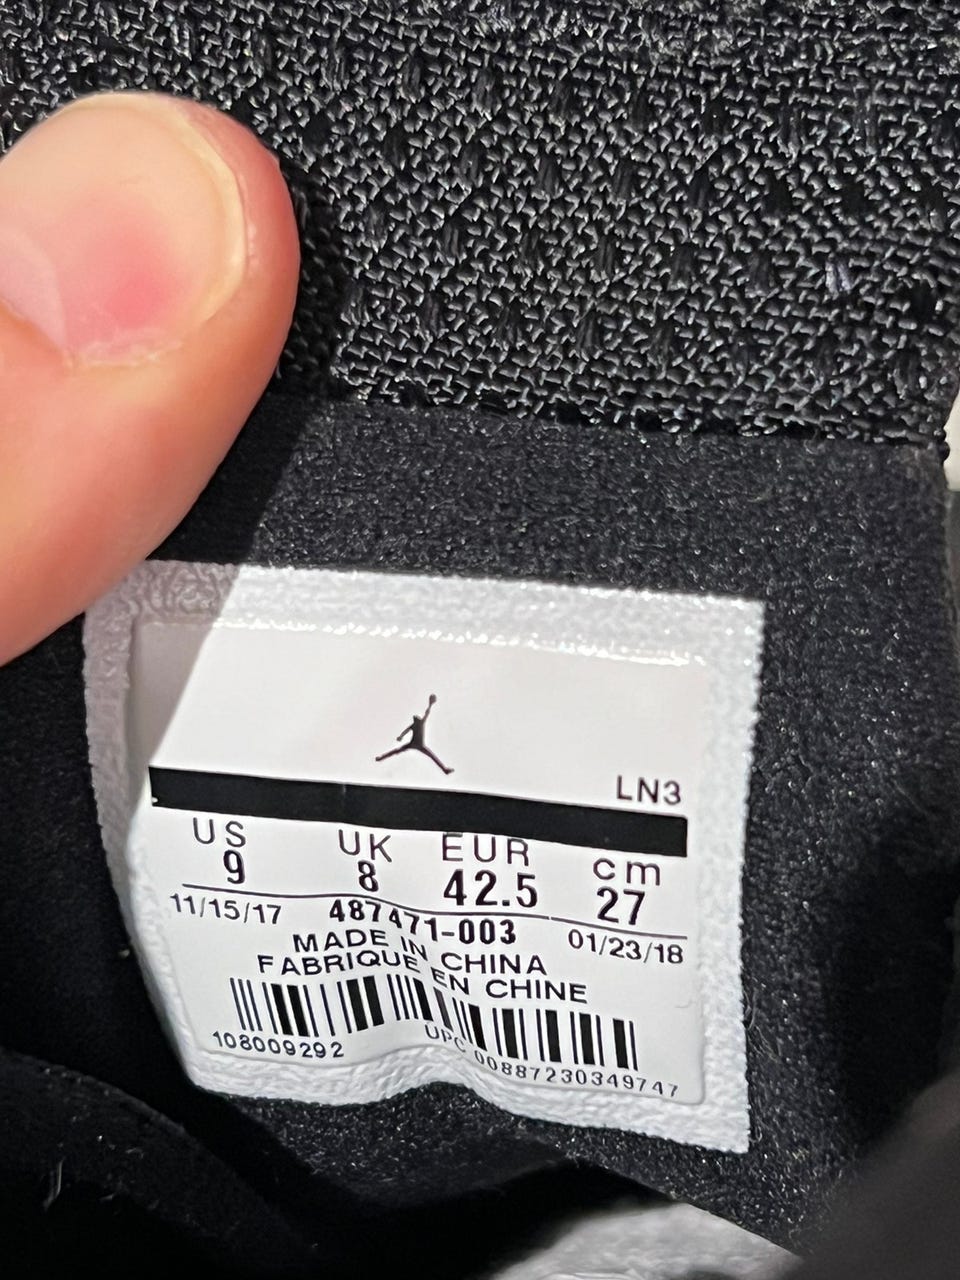 LN3
US UK EUR cm
9 8 42.5 27
11/15/17 487471-003 01/23/18
MADE IN CHINA
FABRIQUE EN CHINE
108009292 UPC 00887230349747